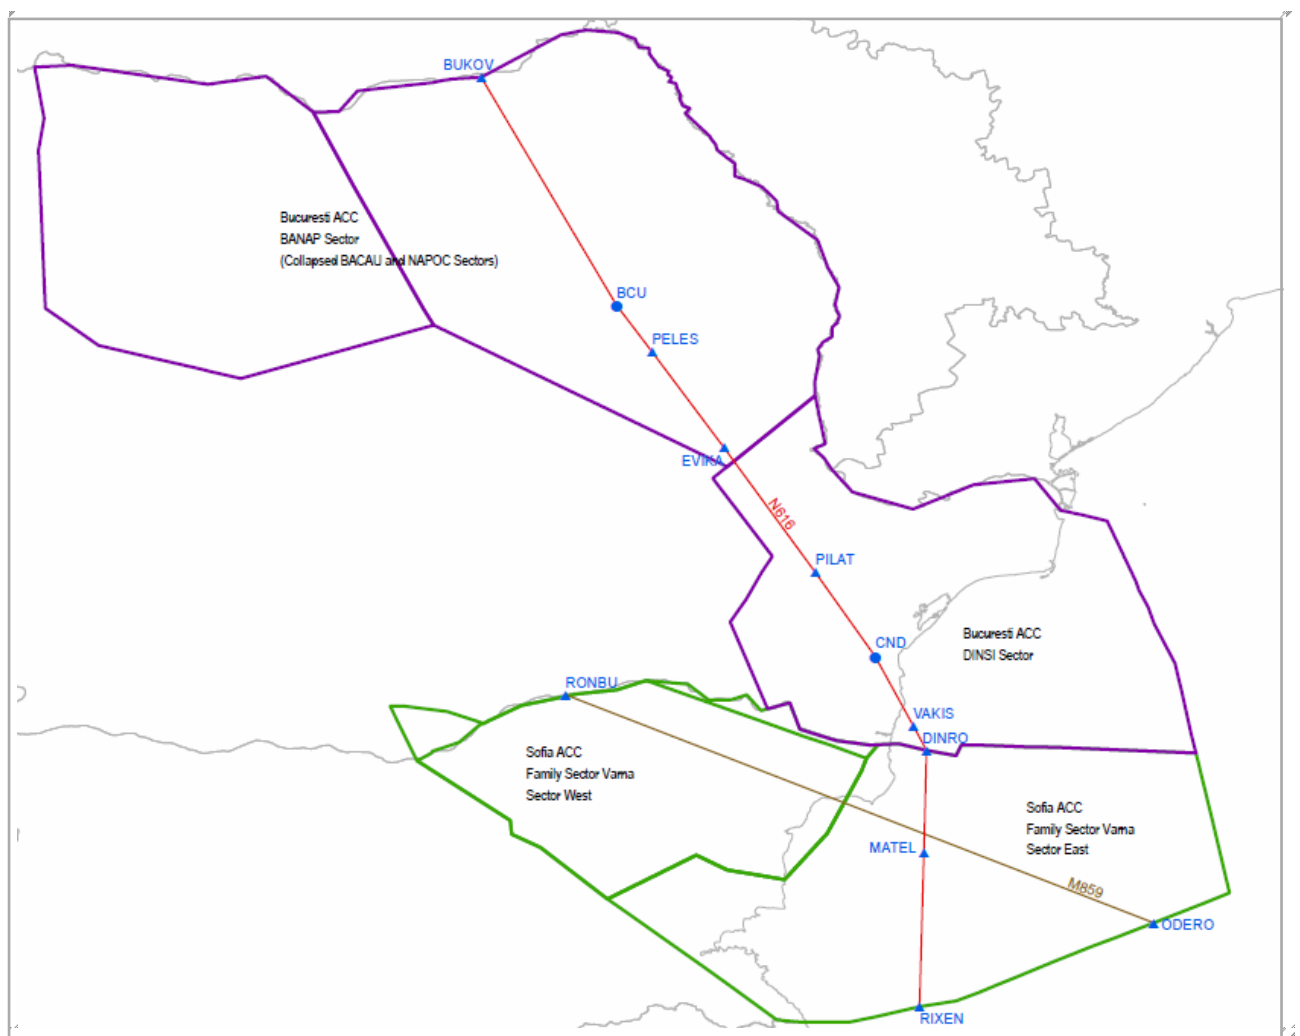 BUKOV
Bucuresti ACC
BANAP Sector
(Collapsed BACAU and NAPOC Sectors)
BCU
PELES
EVIKA
N616
PILAT
CND
Bucuresti ACC
DINSI Sector
RONBU
VAKIS
DINRO
Sofia ACC
Family Sector Varna
Sector West
Sofia ACC
Family Sector Varna
Sector East
MATEL
M859
ODERO
RIXEN